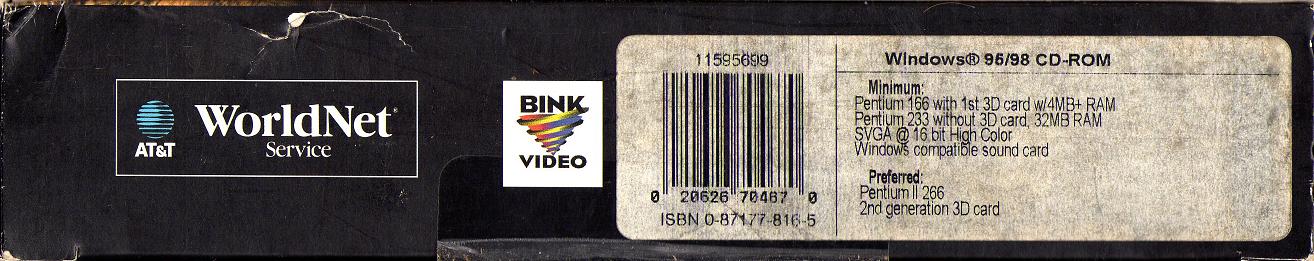 AT&T
WorldNet®
Service
BINK
VIDEO
11595699
0 20626 70467 0
ISBN 0-87177-816-5
Windows® 95/98 CD-ROM
Minimum:
Pentium 166 with 1st 3D card w/4MB+ RAM
Pentium 233 without 3D card, 32MB RAM
SVGA @ 16 bit High Color
Windows compatible sound card
Preferred:
Pentium II 266
2nd generation 3D card